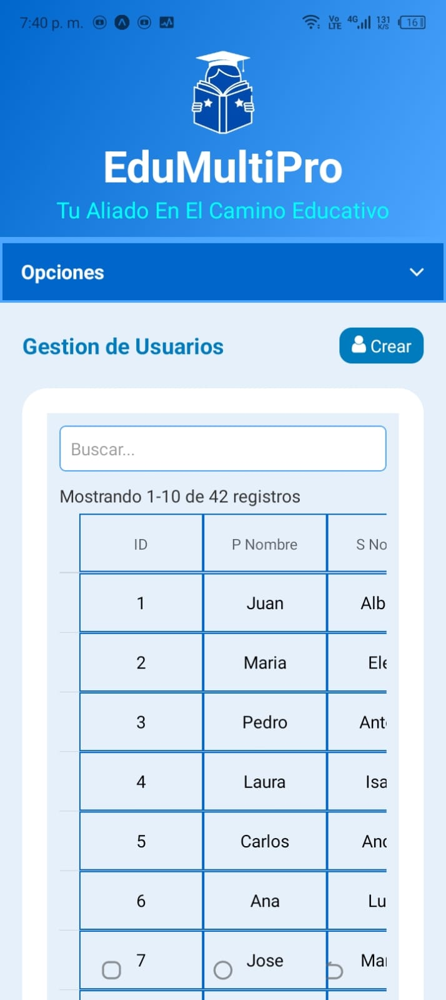 7:40 p. m. Vo LTE 4G 131 K/S 16
EduMultiPro
Tu Aliado En El Camino Educativo
Opciones
Gestion de Usuarios Crear
Buscar...
Mostrando 1-10 de 42 registros
ID P Nombre S No
1 Juan Alb
2 Maria Ele
3 Pedro Ant
4 Laura Isa
5 Carlos And
6 Ana Lu
7 Jose Mar